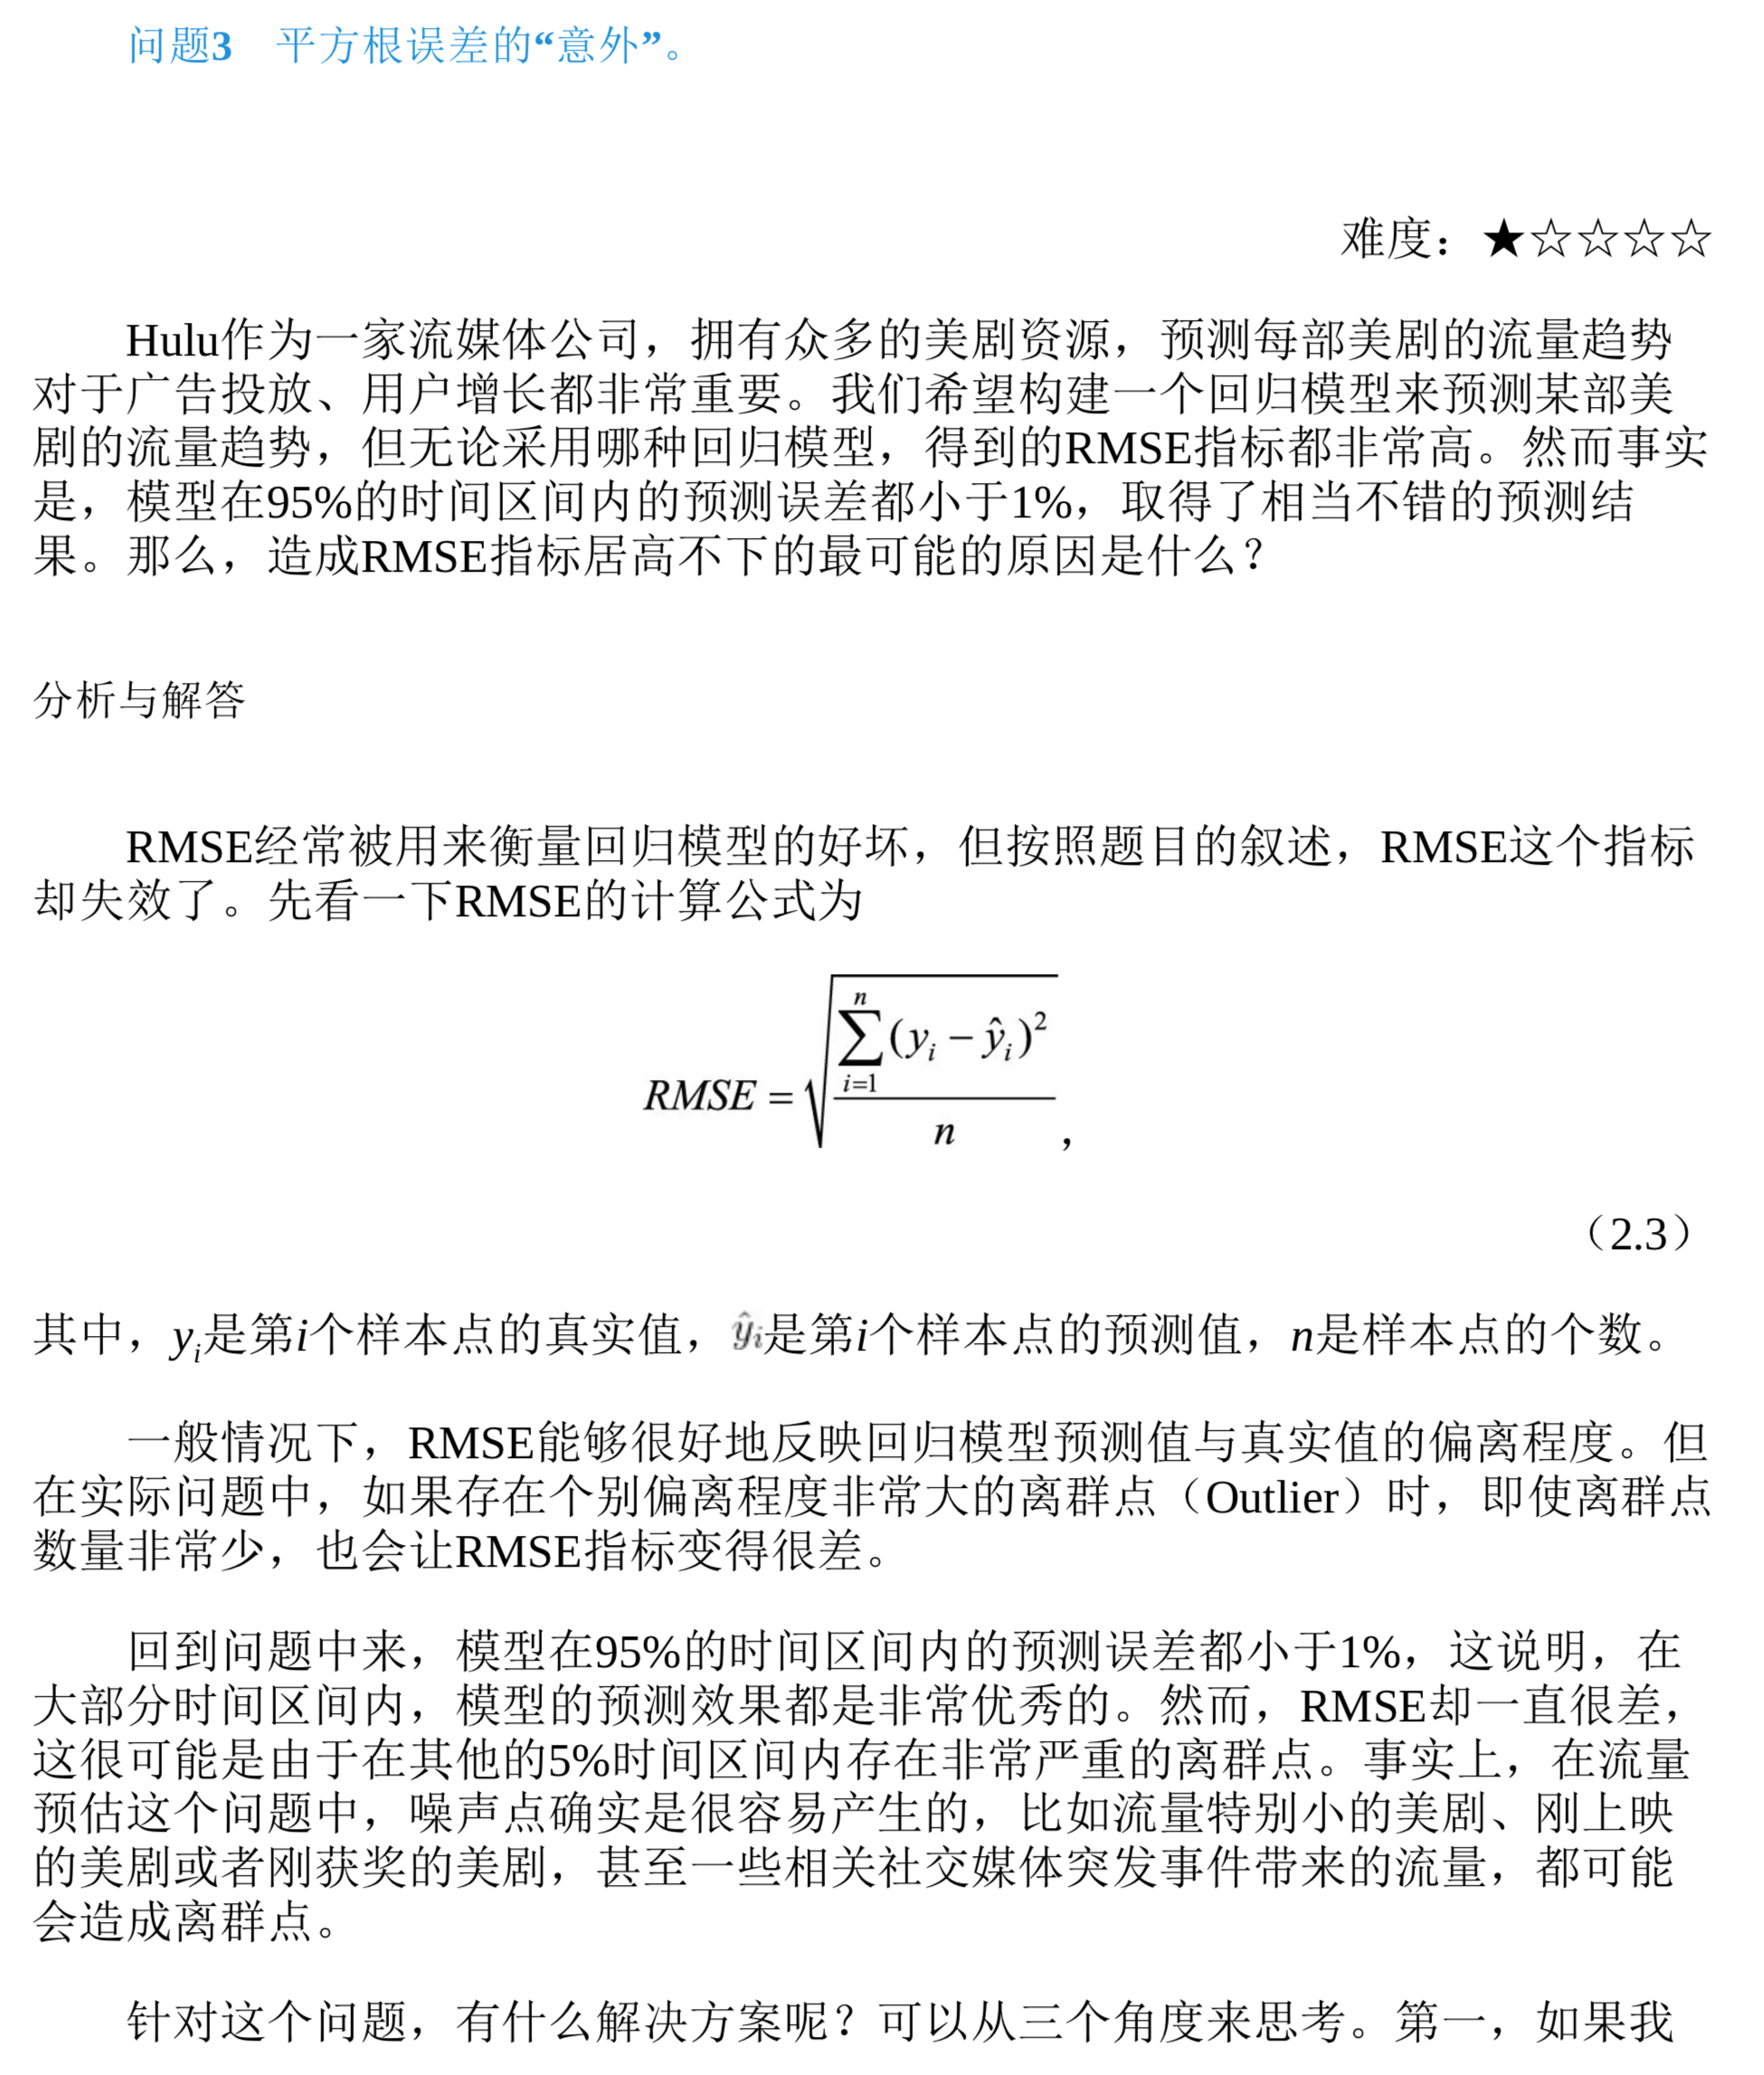 问题3 平方根误差的“意外”。
难度：★☆☆☆☆
Hulu作为一家流媒体公司，拥有众多的美剧资源，预测每部美剧的流量趋势
对于广告投放、用户增长都非常重要。我们希望构建一个回归模型来预测某部美
剧的流量趋势，但无论采用哪种回归模型，得到的RMSE指标都非常高。然而事实
是，模型在95%的时间区间内的预测误差都小于1%，取得了相当不错的预测结
果。那么，造成RMSE指标居高不下的最可能的原因是什么？
分析与解答
RMSE经常被用来衡量回归模型的好坏，但按照题目的叙述，RMSE这个指标
却失效了。先看一下RMSE的计算公式为
$RMSE = \sqrt{\frac{\sum_{i=1}^{n}(y_i - \hat{y}_i)^2}{n}}$，
（2.3）
其中，y_i是第i个样本点的真实值，ŷ_i是第i个样本点的预测值，n是样本点的个数。
一般情况下，RMSE能够很好地反映回归模型预测值与真实值的偏离程度。但
在实际问题中，如果存在个别偏离程度非常大的离群点（Outlier）时，即使离群点
数量非常少，也会让RMSE指标变得很差。
回到问题中来，模型在95%的时间区间内的预测误差都小于1%，这说明，在
大部分时间区间内，模型的预测效果都是非常优秀的。然而，RMSE却一直很差，
这很可能是由于在其他的5%时间区间内存在非常严重的离群点。事实上，在流量
预估这个问题中，噪声点确实是很容易产生的，比如流量特别小的美剧、刚上映
的美剧或者刚获奖的美剧，甚至一些相关社交媒体突发事件带来的流量，都可能
会造成离群点。
针对这个问题，有什么解决方案呢？可以从三个角度来思考。第一，如果我